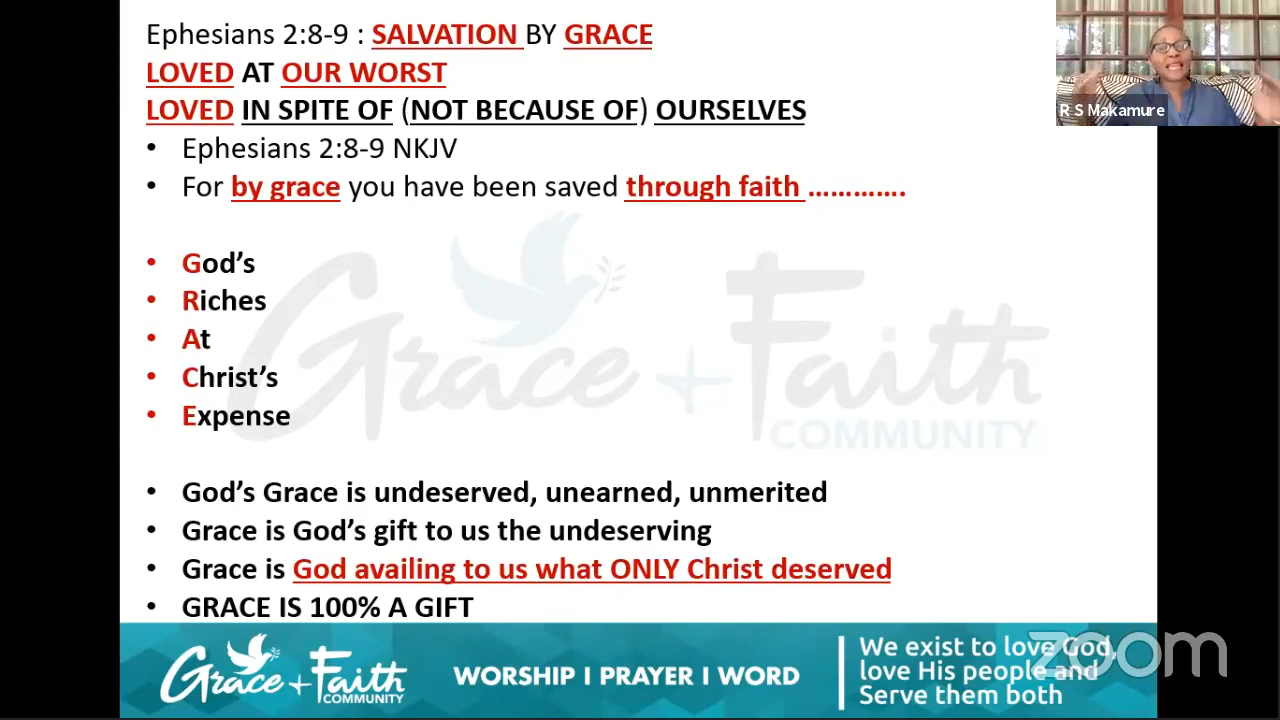 Ephesians 2:8-9 : SALVATION BY GRACE
LOVED AT OUR WORST
LOVED IN SPITE OF (NOT BECAUSE OF) OURSELVES
• Ephesians 2:8-9 NKJV
• For by grace you have been saved through faith ………….
• God’s
• Riches
• At
• Christ’s
• Expense
• God’s Grace is undeserved, unearned, unmerited
• Grace is God’s gift to us the undeserving
• Grace is God availing to us what ONLY Christ deserved
• GRACE IS 100% A GIFT
R S Makamure
Grace + Faith
COMMUNITY
Grace + Faith
COMMUNITY
WORSHIP I PRAYER I WORD
We exist to love God,
love His people and
Serve them both
zoom